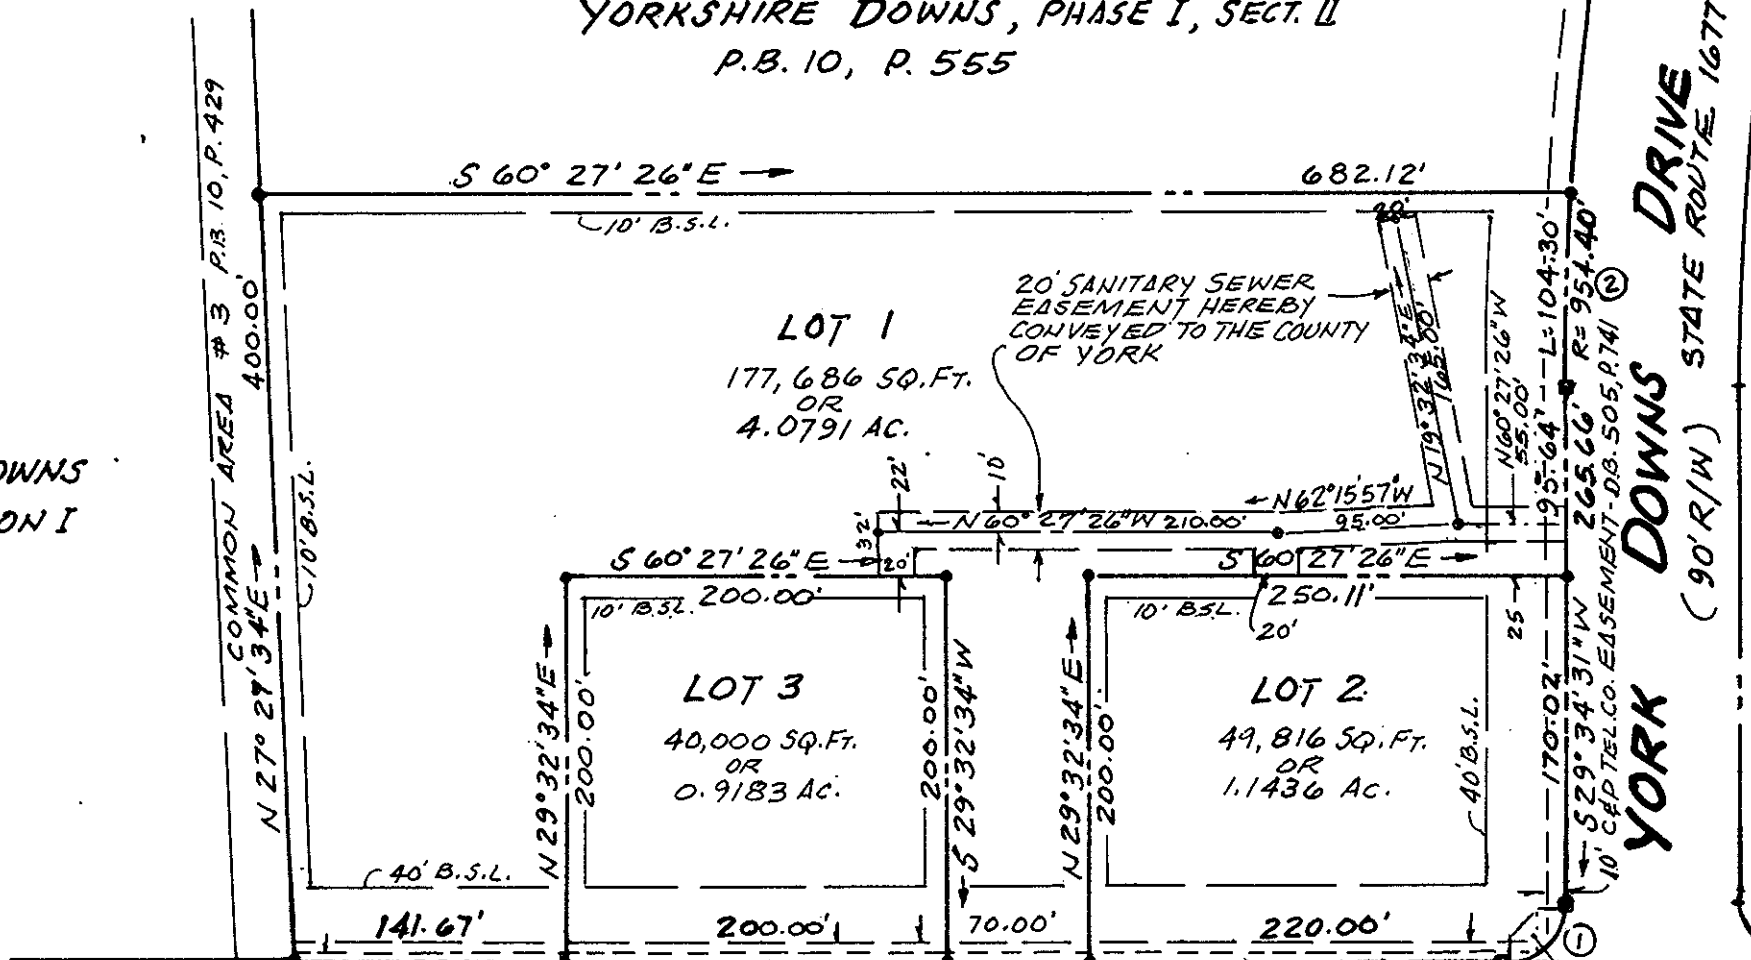 YORKSHIRE DOWNS, PHASE I, SECT. II
P.B. 10, P. 555
COMMON AREA #3 P.B. 10, P. 429
N 27° 27' 34" E
400.00'
S 60° 27' 26" E
682.12'
10' B.S.L.
10' B.S.L.
40' B.S.L.
OWNS
ON I
LOT 1
177,686 SQ.FT.
OR
4.0791 AC.
20' SANITARY SEWER
EASEMENT HEREBY
CONVEYED TO THE COUNTY
OF YORK
20'
N 19° 32' 34" E
165.00'
N60° 27' 26" W
55.00'
22'
10'
32'
N62° 15' 57" W
95.00'
N 60° 27' 26" W 210.00'
S 60° 27' 26" E
20'
200.00'
S 60° 27' 26" E
250.11'
20'
25
10' B.S.L.
LOT 3
40,000 SQ.FT.
OR
0.9183 AC.
N 29° 32' 34" E
200.00'
200.00'
S 29° 32' 34" W
10' B.S.L.
LOT 2
49,816 SQ.FT.
OR
1.1436 AC.
N 29° 32' 34" E
200.00'
40' B.S.L.
170.02'
S 29° 34' 31" W
95.64'
265.66'
L=104.30'
R=954.40'
2
10' C&P TEL.CO. EASEMENT-D.B. 505, P. 741
YORK DOWNS DRIVE
(90' R/W) STATE ROUTE 1677
141.67'
200.00'
70.00'
220.00'
1